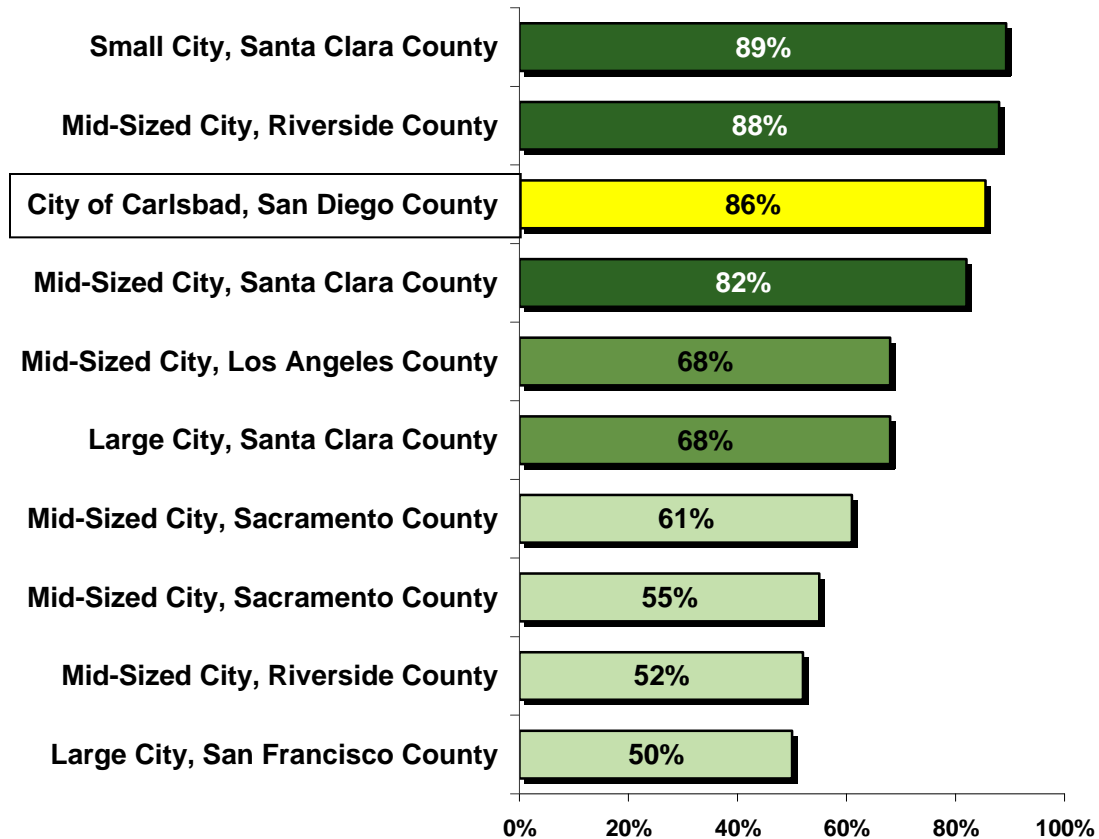 Small City, Santa Clara County 89%
Mid-Sized City, Riverside County 88%
City of Carlsbad, San Diego County 86%
Mid-Sized City, Santa Clara County 82%
Mid-Sized City, Los Angeles County 68%
Large City, Santa Clara County 68%
Mid-Sized City, Sacramento County 61%
Mid-Sized City, Sacramento County 55%
Mid-Sized City, Riverside County 52%
Large City, San Francisco County 50%
0% 20% 40% 60% 80% 100%